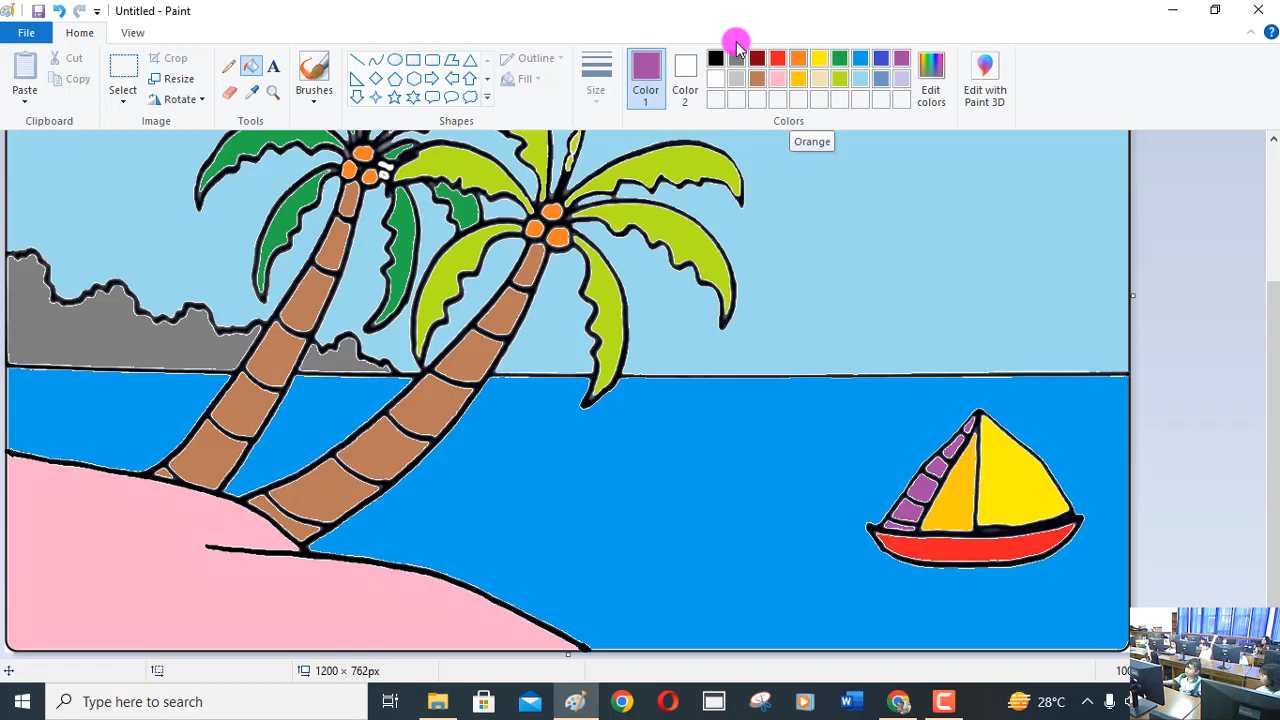 Untitled - Paint
File
Home
View
Paste
Cut
Copy
Clipboard
Select
Crop
Resize
Rotate
Image
Tools
Brushes
Outline
Fill
Shapes
Size
Color
1
Color
2
Edit
colors
Colors
Edit with
Paint 3D
Orange
1200 × 762px
Type here to search
28°C